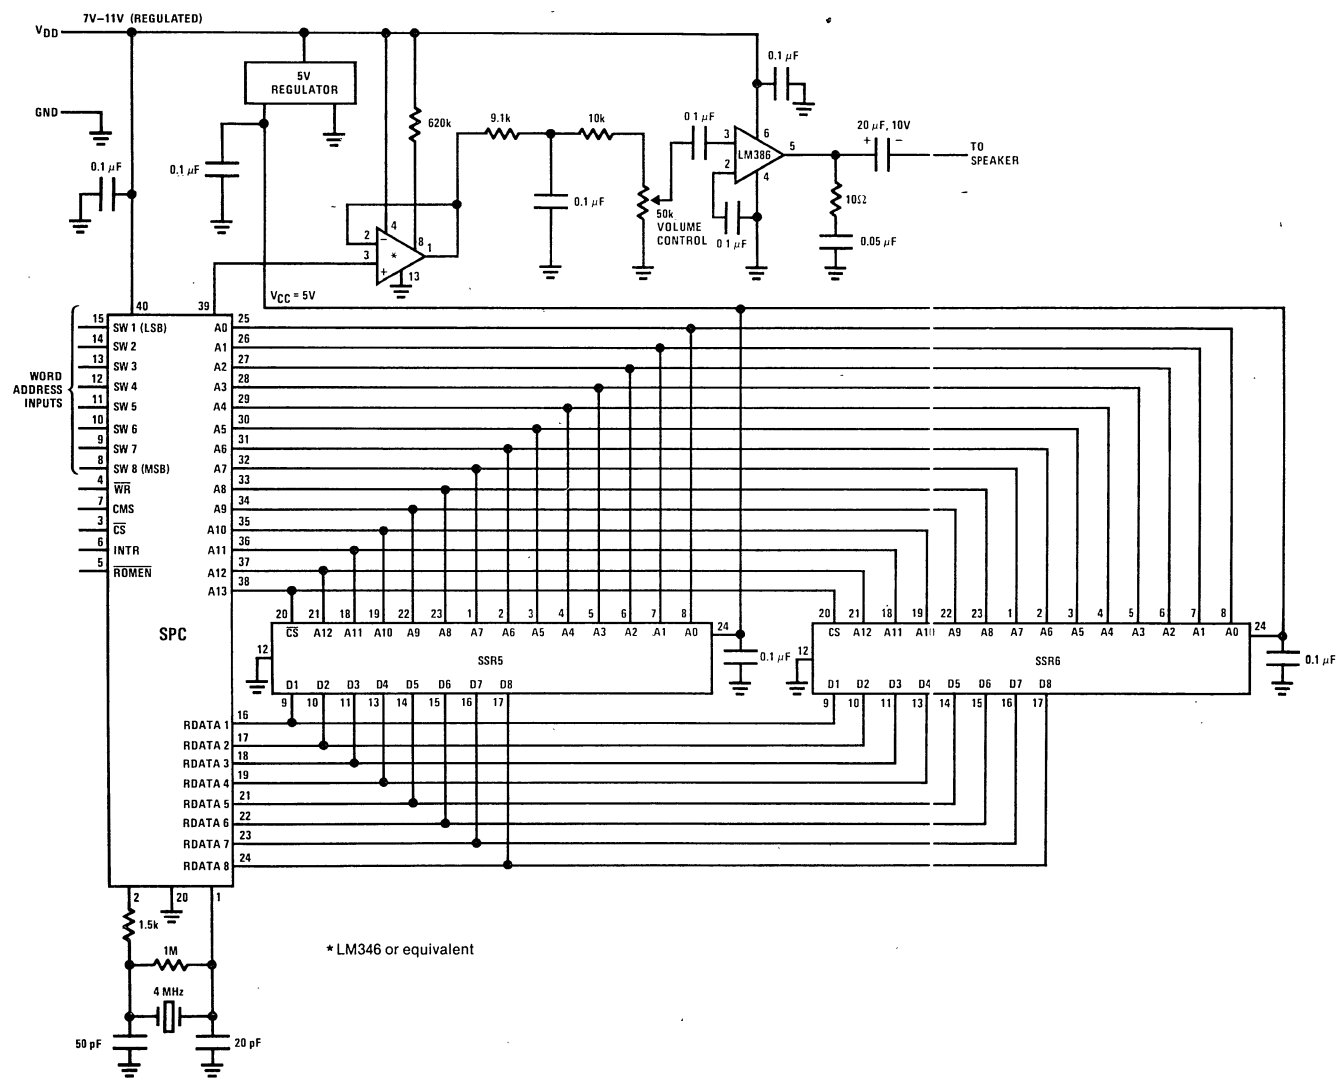 7V–11V (REGULATED)
VDD
5V
REGULATOR
GND
0.1 µF
0.1 µF
620k
9.1k
10k
0.1 µF
50k
VOLUME
CONTROL
0 1 µF
3
2
LM386
6
5
4
0.1 µF
0 1 µF
20 µF, 10V
+ −
TO
SPEAKER
10Ω
0.05 µF
2
3
−
+
*
4
8
1
13
VCC = 5V
40
39
WORD
ADDRESS
INPUTS
15 SW 1 (LSB) A0 25
14 SW 2 A1 26
13 SW 3 A2 27
12 SW 4 A3 28
11 SW 5 A4 29
10 SW 6 A5 30
9 SW 7 A6 31
8 SW 8 (MSB) A7 32
4 WR A8 33
7 CMS A9 34
3 CS A10 35
6 INTR A11 36
5 ROMEN A12 37
A13 38
SPC
20 21 18 19 22 23 1 2 3 4 5 6 7 8
CS A12 A11 A10 A9 A8 A7 A6 A5 A4 A3 A2 A1 A0
24
12
SSR5
0.1 µF
D1 D2 D3 D4 D5 D6 D7 D8
9 10 11 13 14 15 16 17
20 21 18 19 22 23 1 2 3 4 5 6 7 8
CS A12 A11 A10 A9 A8 A7 A6 A5 A4 A3 A2 A1 A0
24
12
SSR6
0.1 µF
D1 D2 D3 D4 D5 D6 D7 D8
9 10 11 13 14 15 16 17
RDATA 1 16
RDATA 2 17
RDATA 3 18
RDATA 4 19
RDATA 5 21
RDATA 6 22
RDATA 7 23
RDATA 8 24
2 20 1
1.5k
1M
4 MHz
50 pF
20 pF
* LM346 or equivalent